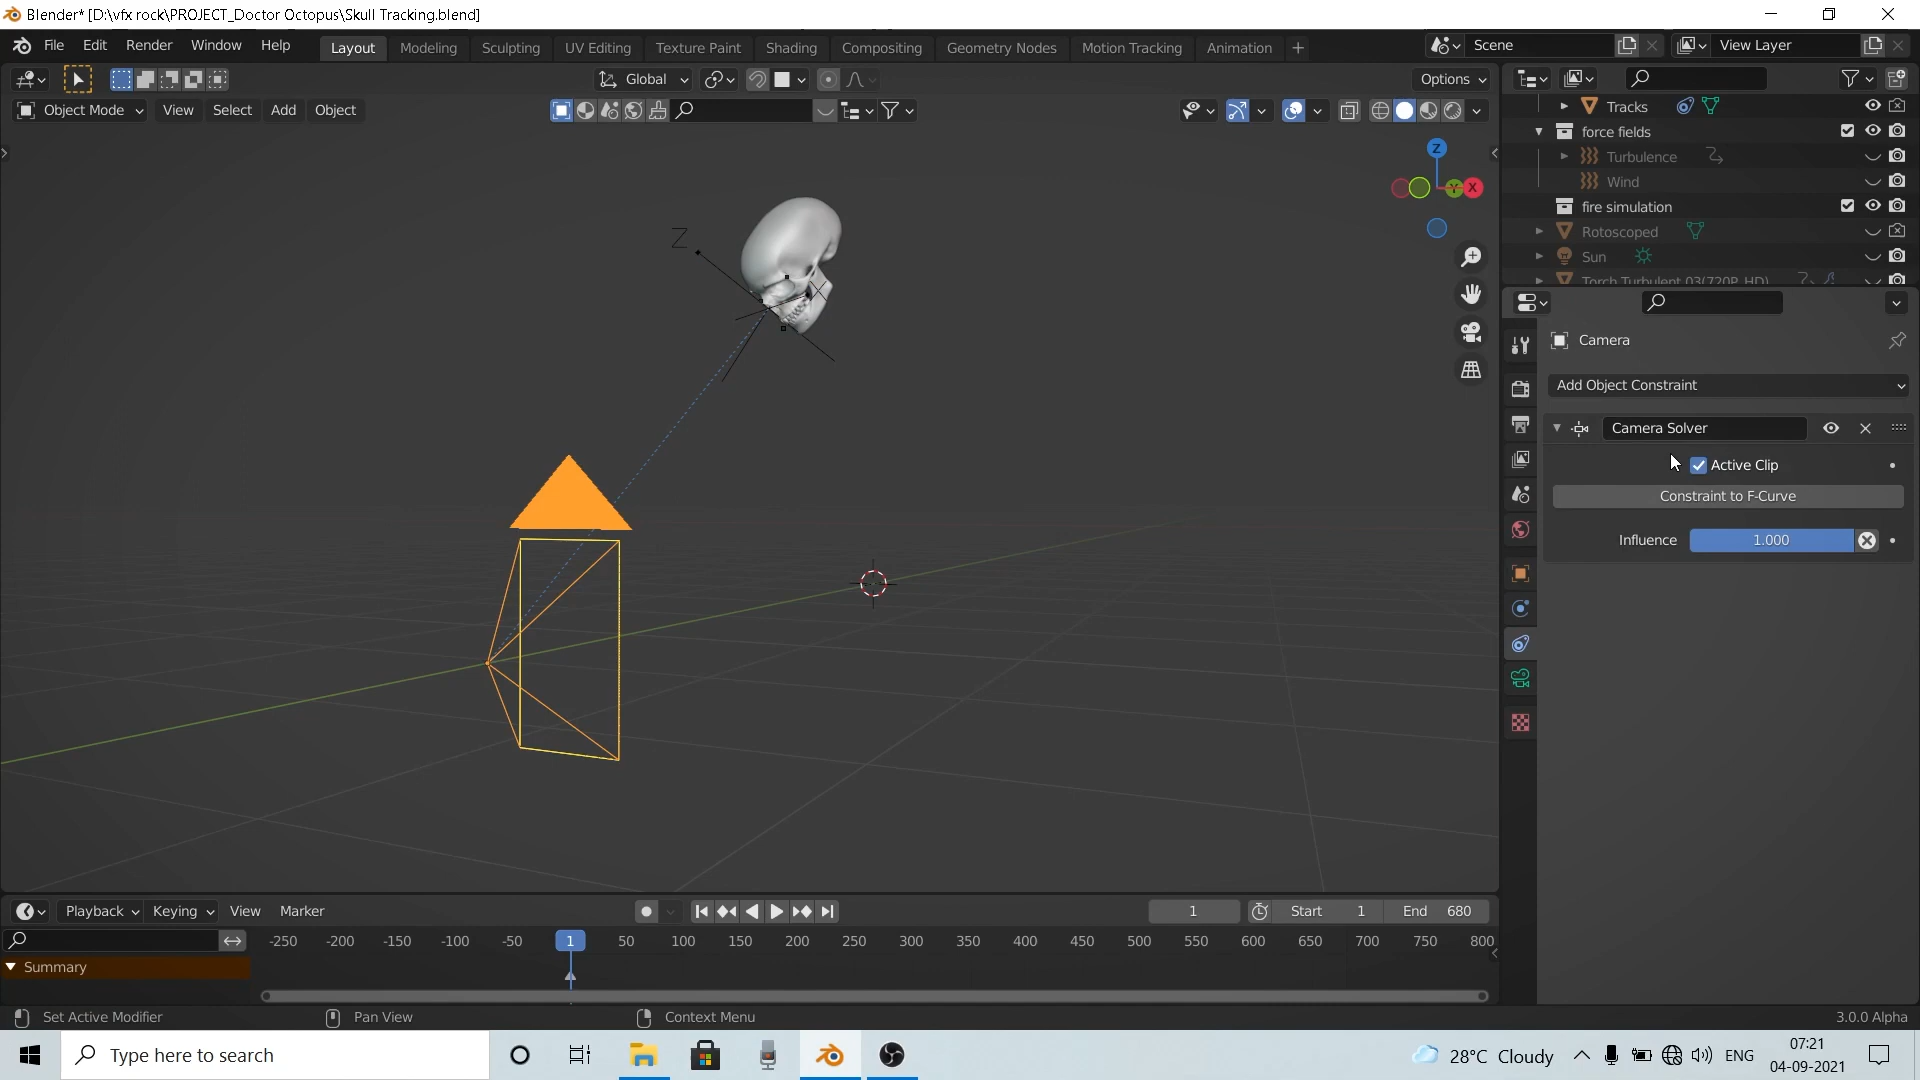 Blender* [D:\vfx rock\PROJECT_Doctor Octopus\Skull Tracking.blend]
File Edit Render Window Help Layout Modeling Sculpting UV Editing Texture Paint Shading Compositing Geometry Nodes Motion Tracking Animation + Scene View Layer
Global Options
Object Mode View Select Add Object
Tracks
force fields
Turbulence
Wind
fire simulation
Rotoscoped
Sun
Torch Turbulent 03(720P_HD)
Z
X
Z
Y
X
Camera
Add Object Constraint
Camera Solver
Active Clip
Constraint to F-Curve
Influence 1.000
Playback Keying View Marker 1 Start 1 End 680
-250 -200 -150 -100 -50 1 50 100 150 200 250 300 350 400 450 500 550 600 650 700 750 800
Summary
Set Active Modifier Pan View Context Menu 3.0.0 Alpha
Type here to search 28°C Cloudy ENG 07:21
04-09-2021